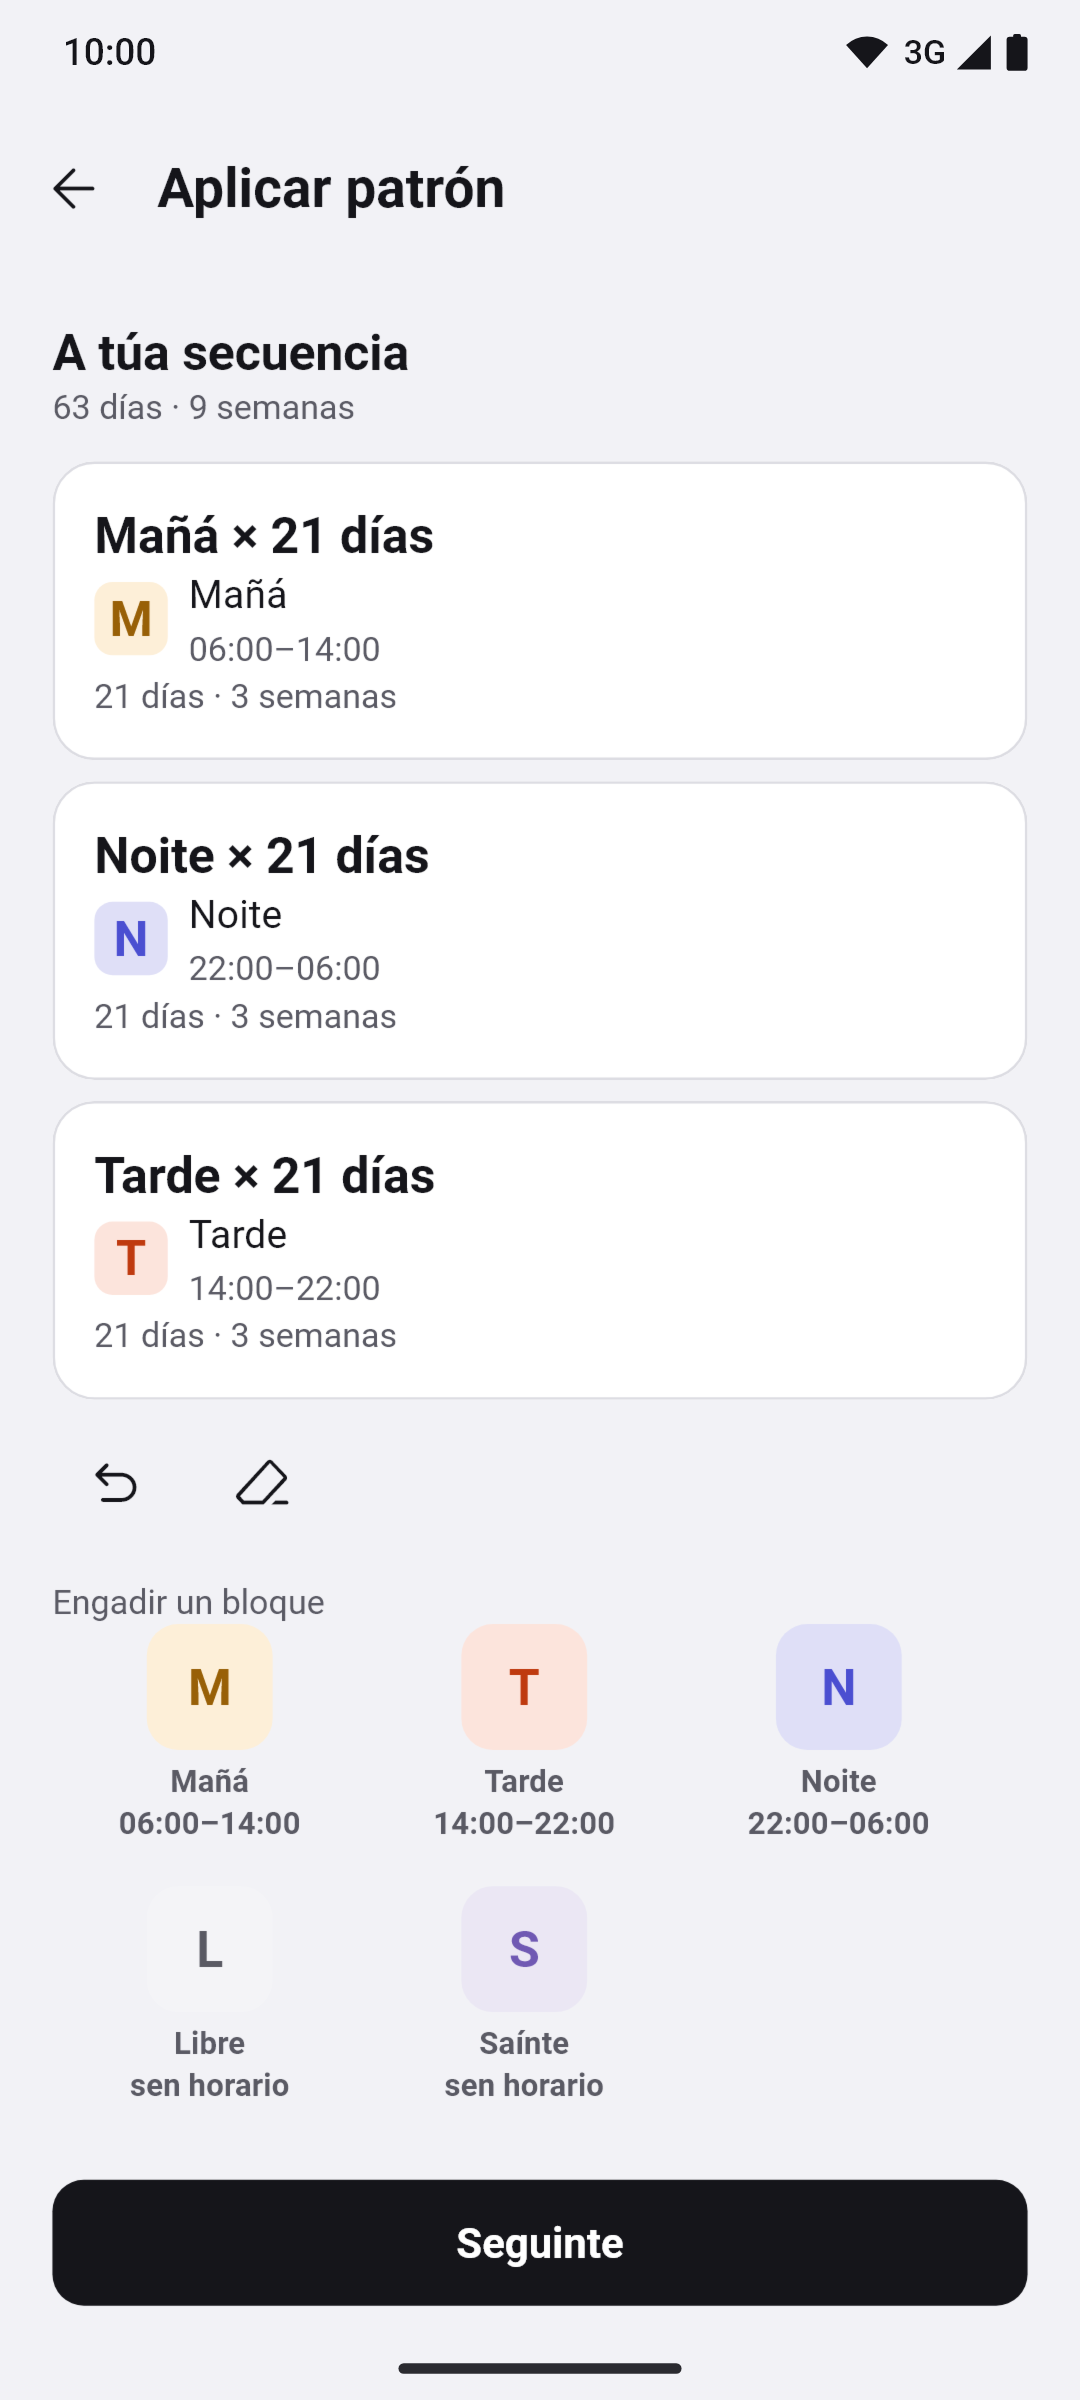 10:00
3G
Aplicar patrón
A túa secuencia
63 días · 9 semanas
Mañá × 21 días
M
Mañá
06:00–14:00
21 días · 3 semanas
Noite × 21 días
N
Noite
22:00–06:00
21 días · 3 semanas
Tarde × 21 días
T
Tarde
14:00–22:00
21 días · 3 semanas
Engadir un bloque
M
T
N
Mañá
Tarde
Noite
06:00–14:00
14:00–22:00
22:00–06:00
L
S
Libre
Saínte
sen horario
sen horario
Seguinte